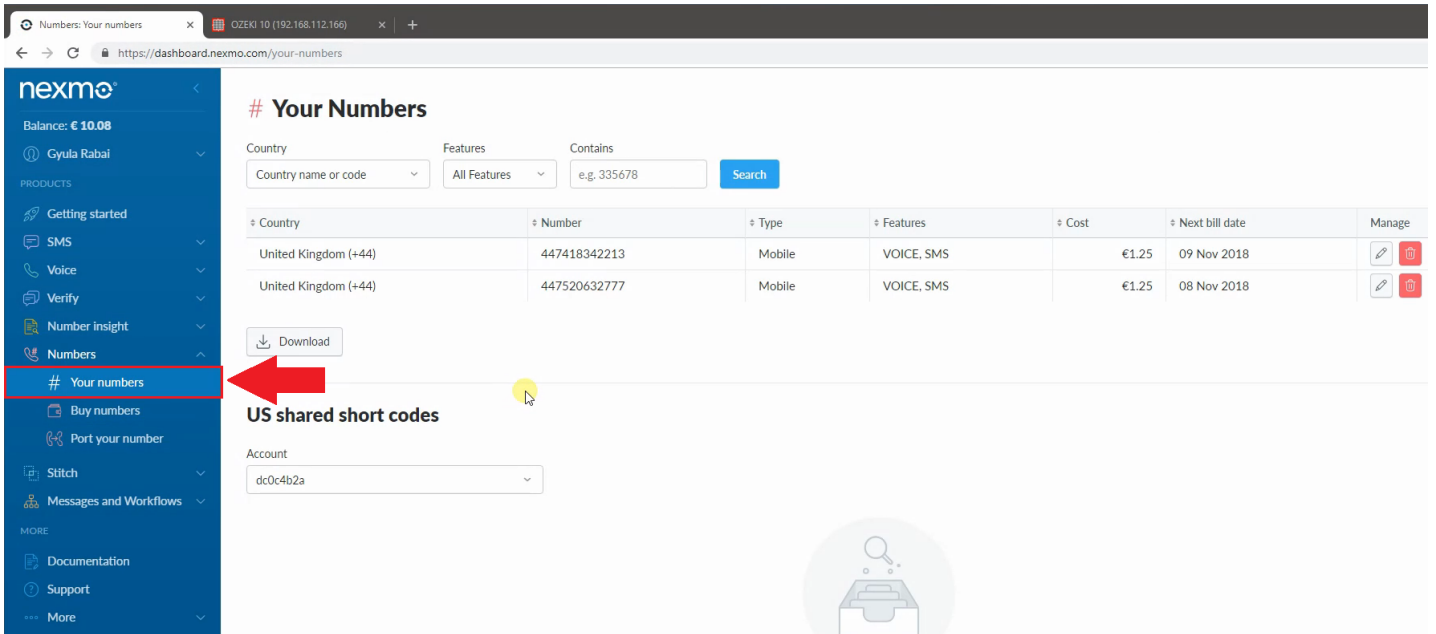 Numbers: Your numbers
OZEKI 10 (192.168.112.166)
https://dashboard.nexmo.com/your-numbers
nexmo
Balance: € 10.08
Gyula Rabai
PRODUCTS
Getting started
SMS
Voice
Verify
Number insight
Numbers
# Your numbers
Buy numbers
Port your number
Stitch
Messages and Workflows
MORE
Documentation
Support
More
# Your Numbers
Country Features Contains
Country name or code All Features e.g. 335678 Search
Country Number Type Features Cost Next bill date Manage
United Kingdom (+44) 447418342213 Mobile VOICE, SMS €1.25 09 Nov 2018
United Kingdom (+44) 447520632777 Mobile VOICE, SMS €1.25 08 Nov 2018
Download
US shared short codes
Account
dc0c4b2a